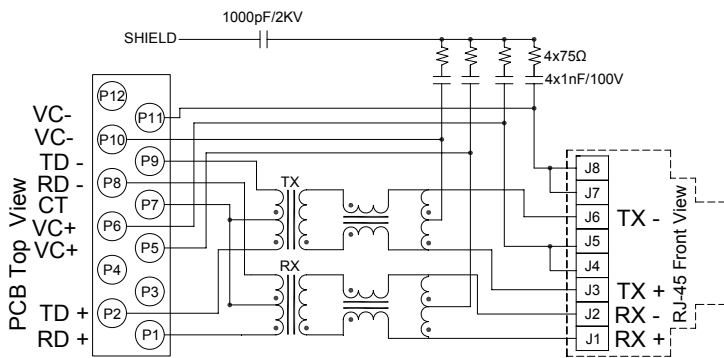 1000pF/2KV
SHIELD
4x75Ω
4x1nF/100V
PCB Top View
P12
P11
P10
P9
P8
P7
P6
P5
P4
P3
P2
P1
VC-
VC-
TD -
RD -
CT
VC+
VC+
TD +
RD +
TX
RX
J8
J7
J6
J5
J4
J3
J2
J1
TX -
TX +
RX -
RX +
RJ-45 Front View